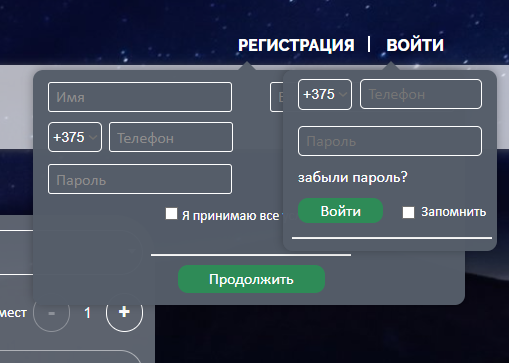 РЕГИСТРАЦИЯ | ВОЙТИ
Имя
+375 Телефон
Пароль
Я принимаю все
Продолжить
+375 Телефон
Пароль
забыли пароль?
Войти Запомнить
мест - 1 +